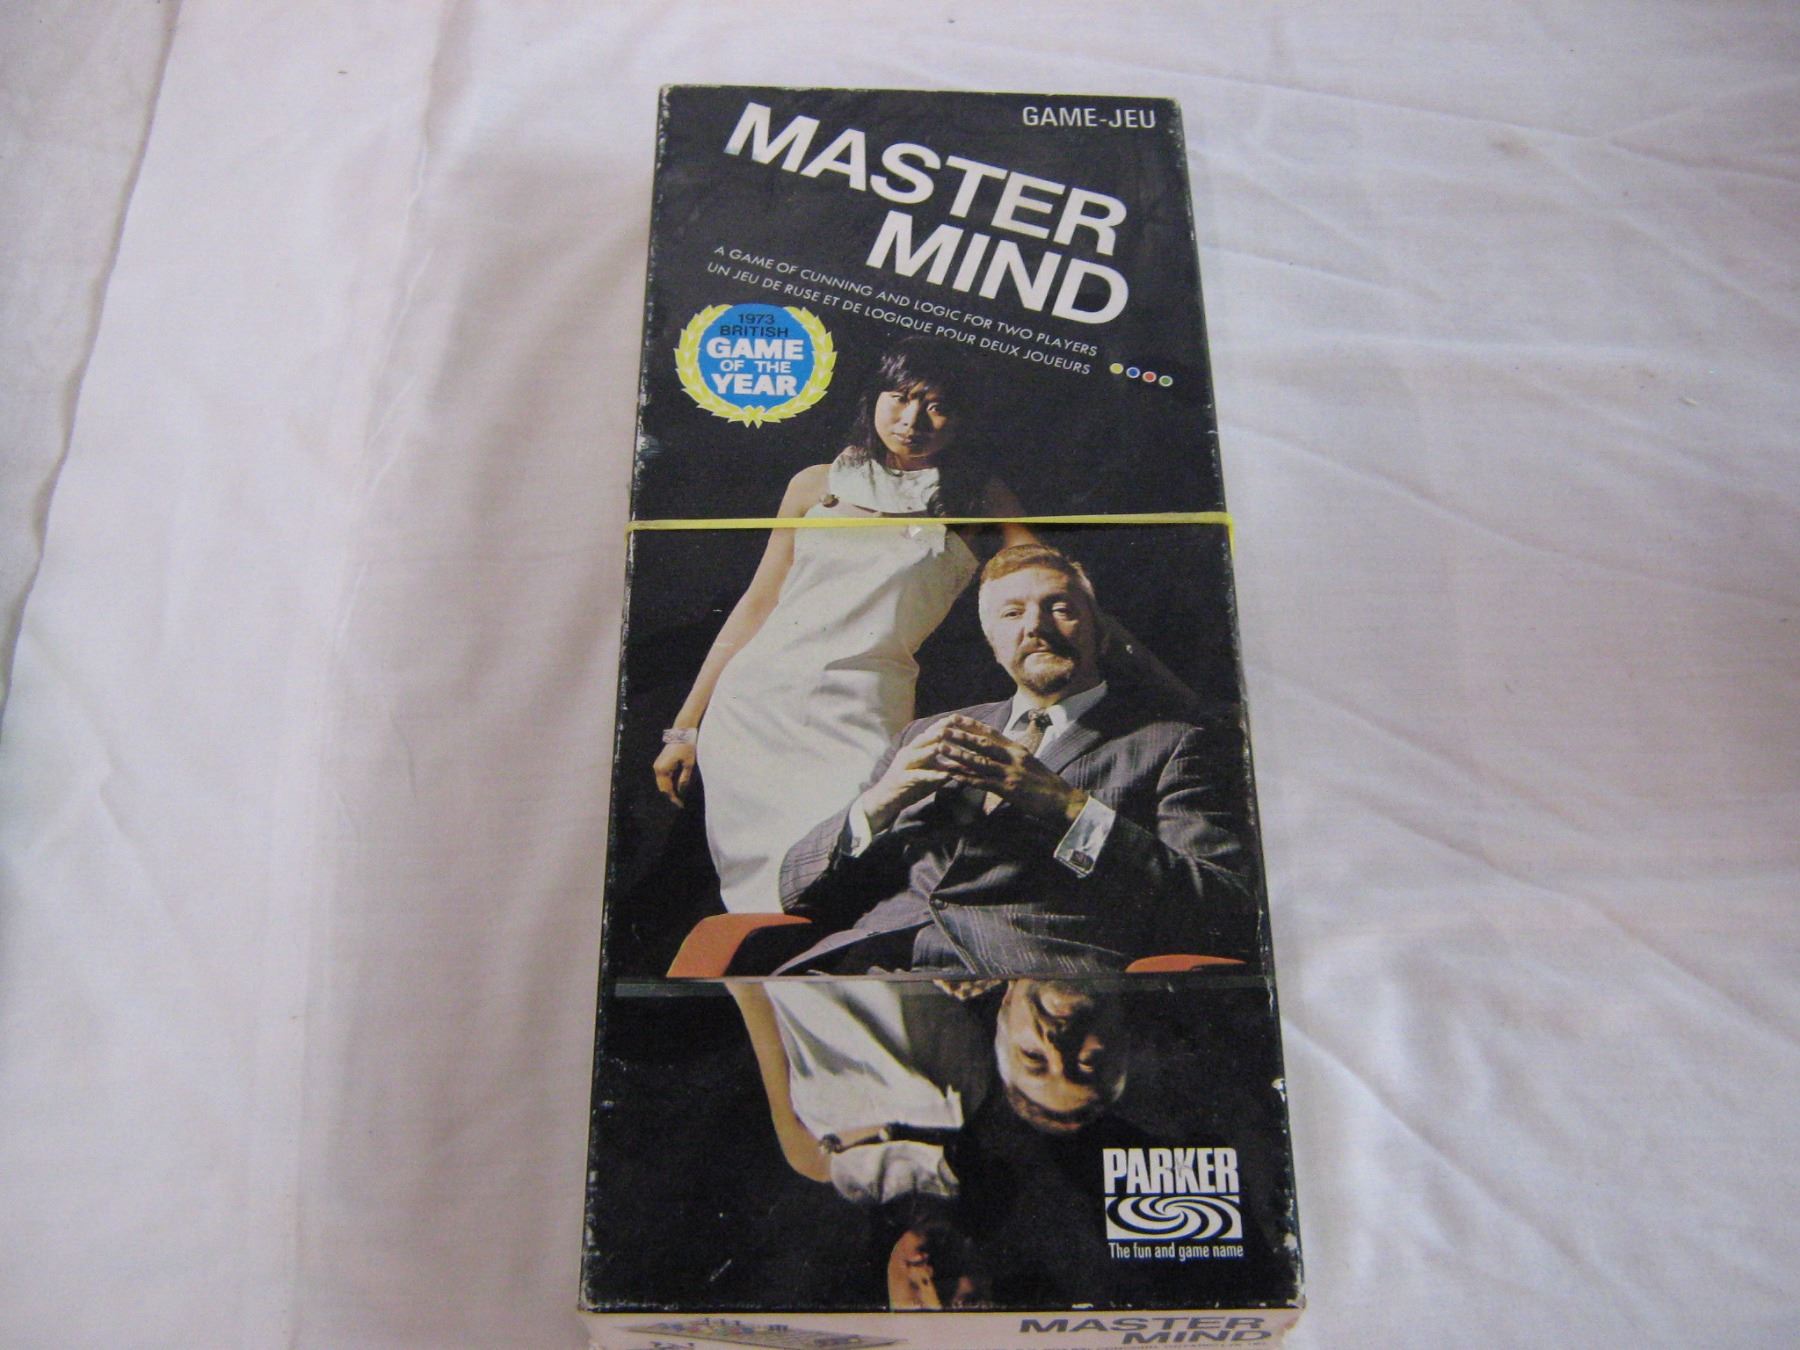 GAME-JEU
MASTER
MIND
A GAME OF CUNNING AND LOGIC FOR TWO PLAYERS
UN JEU DE RUSE ET DE LOGIQUE POUR DEUX JOUEURS
1973
BRITISH
GAME
OF THE
YEAR
PARKER
The fun and game name
MASTER
MIND